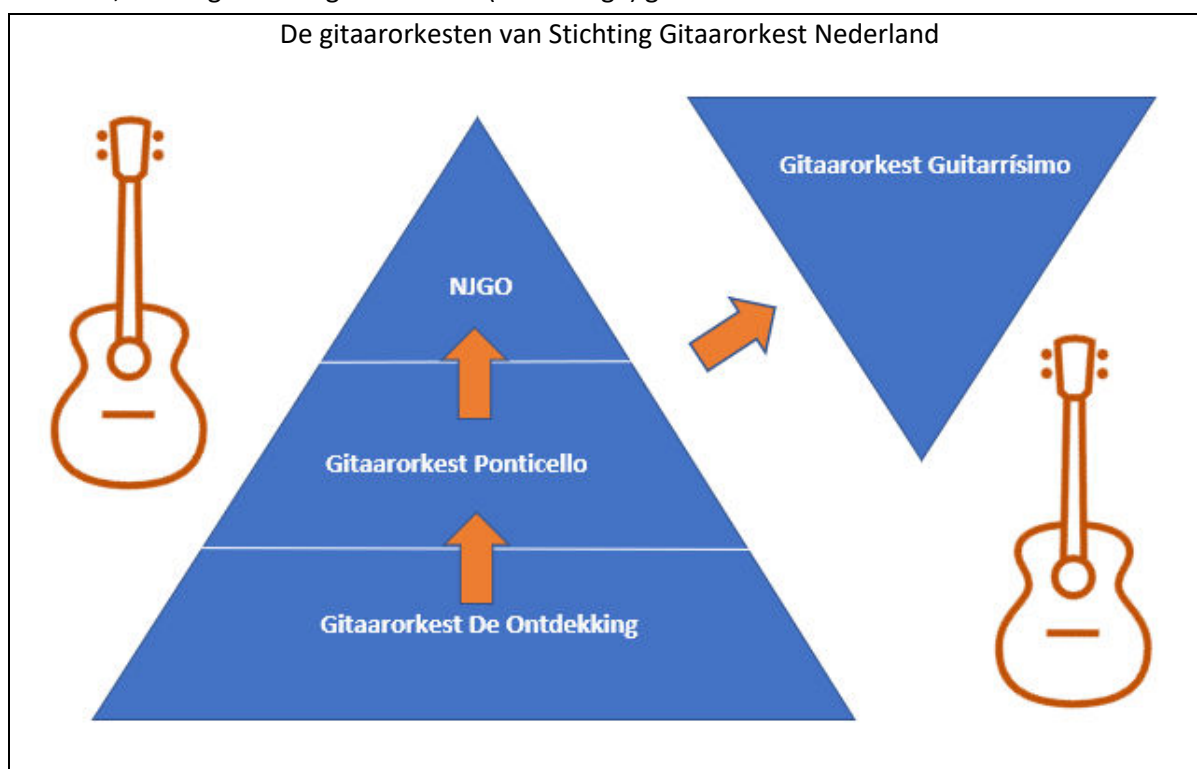 De gitaarorkesten van Stichting Gitaarorkest Nederland
Gitaarorkest Guitarrísimo
NJGO
Gitaarorkest Ponticello
Gitaarorkest De Ontdekking